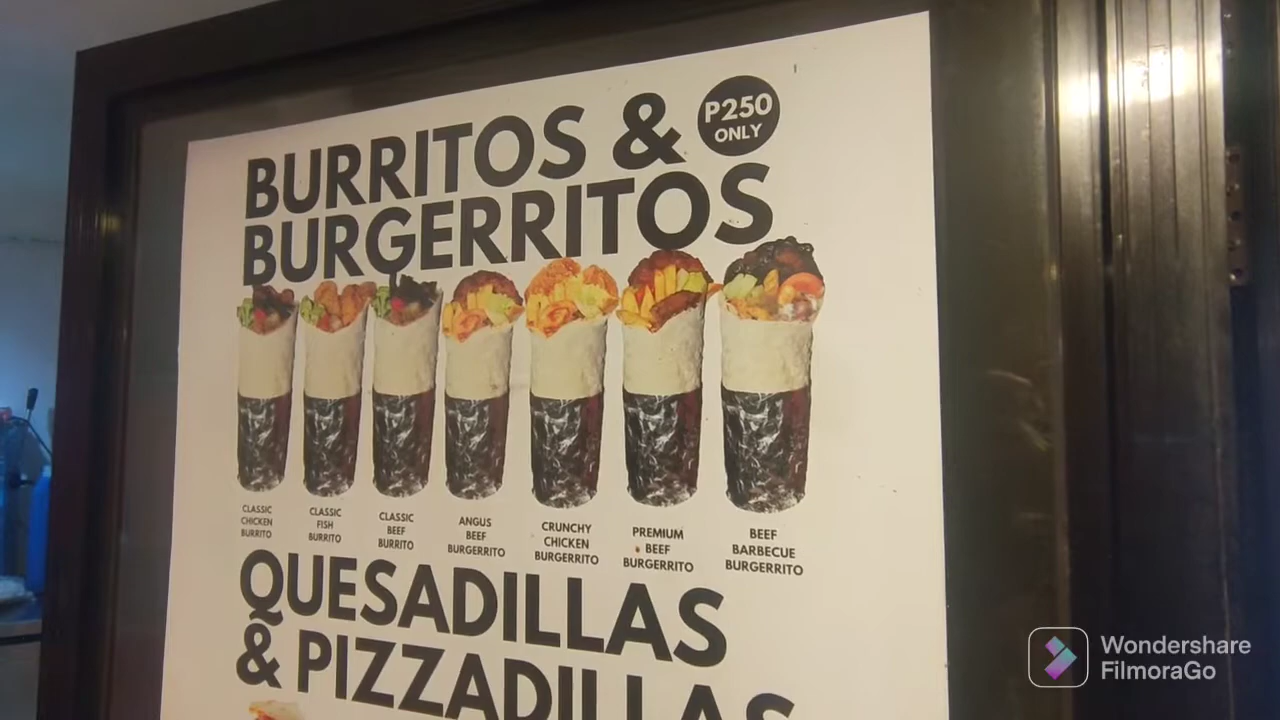 BURRITOS &
P250
ONLY
BURGERRITOS
CLASSIC
CHICKEN
BURRITO
CLASSIC
FISH
BURRITO
CLASSIC
BEEF
BURRITO
ANGUS
BEEF
BURGERRITO
CRUNCHY
CHICKEN
BURGERRITO
PREMIUM
BEEF
BURGERRITO
BEEF
BARBECUE
BURGERRITO
QUESADILLAS
& PIZZADILLAS
Wondershare
FilmoraGo